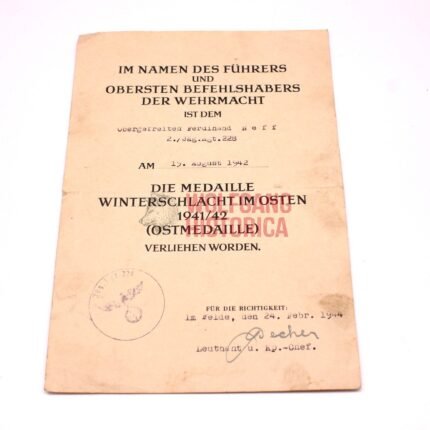 IM NAMEN DES FÜHRERS
UND
OBERSTEN BEFEHLSHABERS
DER WEHRMACHT
IST DEM
Obergefreiten Ferdinand N e f f
2./Jäg.Rgt.228
AM 15. August 1942
DIE MEDAILLE
WINTERSCHLACHT IM OSTEN
1941/42
(OSTMEDAILLE)
VERLIEHEN WORDEN.
WOLFGANG
HISTORICA
FÜR DIE RICHTIGKEIT:
Im Felde, den 24. Febr. 1944
Leutnant u. Kp.-Chef.